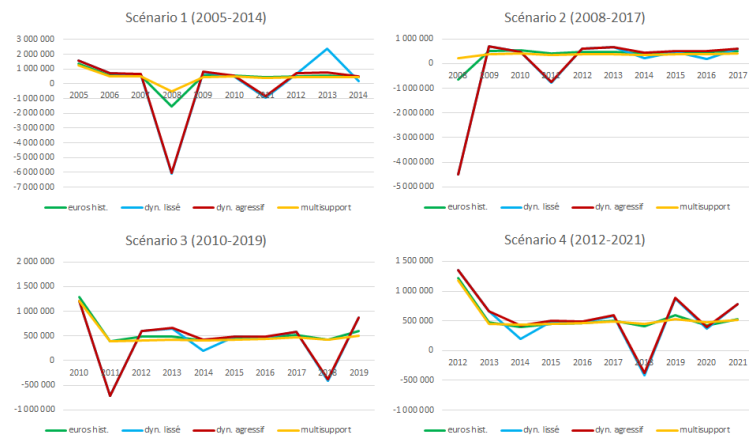 Scénario 1 (2005-2014)
3 000 000
2 000 000
1 000 000
0
-1 000 000
-2 000 000
-3 000 000
-4 000 000
-5 000 000
-6 000 000
-7 000 000
2005 2006 2007 2008 2009 2010 2011 2012 2013 2014
euros hist. dyn. lissé dyn. agressif multisupport
Scénario 2 (2008-2017)
1 000 000
0
-1 000 000
-2 000 000
-3 000 000
-4 000 000
-5 000 000
2008 2009 2010 2011 2012 2013 2014 2015 2016 2017
euros hist. dyn. lissé dyn. agressif multisupport
Scénario 3 (2010-2019)
2 000 000
1 500 000
1 000 000
500 000
0
-500 000
-1 000 000
2010 2011 2012 2013 2014 2015 2016 2017 2018 2019
euros hist. dyn. lissé dyn. agressif multisupport
Scénario 4 (2012-2021)
1 500 000
1 000 000
500 000
0
-500 000
-1 000 000
2012 2013 2014 2015 2016 2017 2018 2019 2020 2021
euros hist. dyn. lissé dyn. agressif multisupport